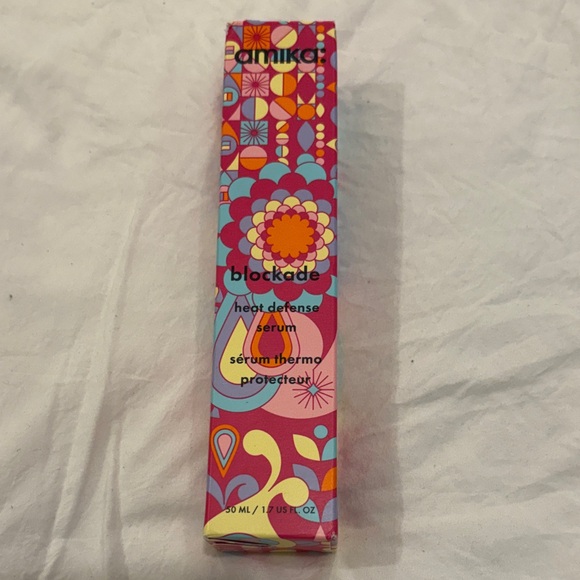 amika:
blockade
heat defense
serum
sérum thermo
protecteur
50 ML / 1.7 US FL. OZ